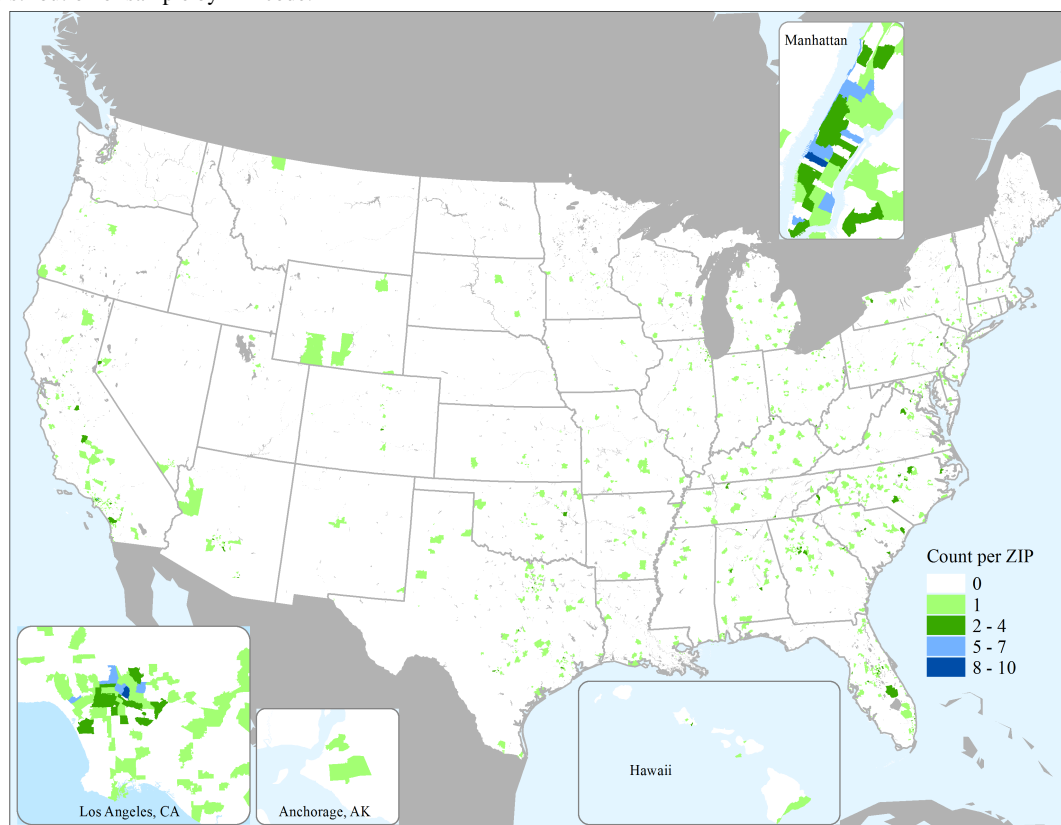 Manhattan
Count per ZIP
0
1
2 - 4
5 - 7
8 - 10
Hawaii
Los Angeles, CA
Anchorage, AK